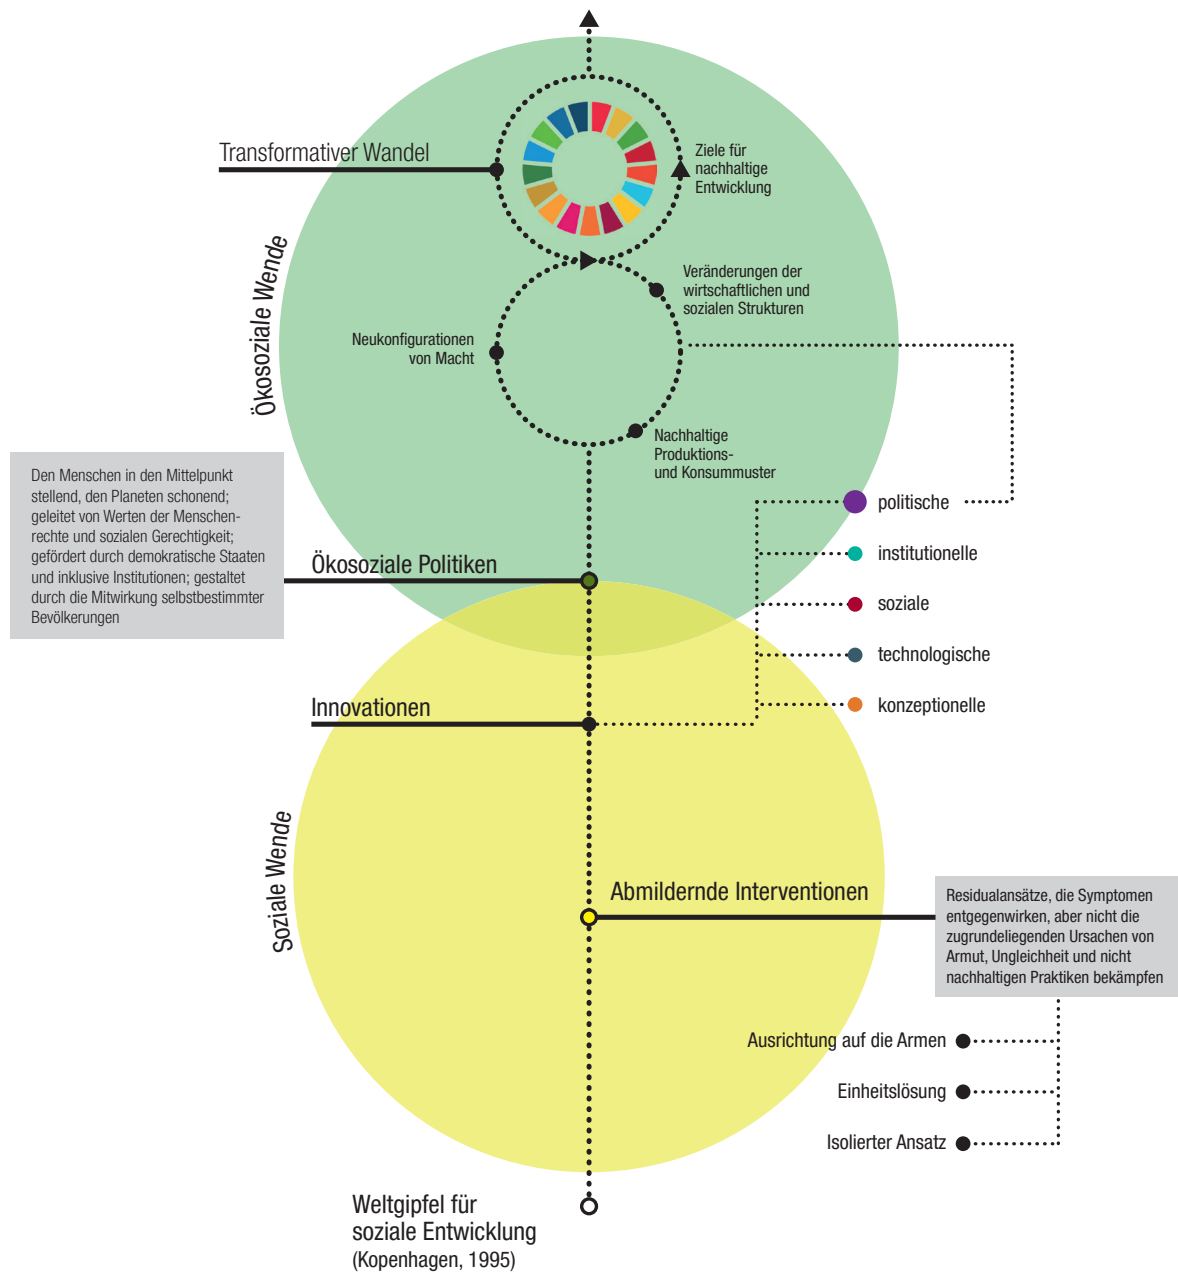 Transformativer Wandel
Ziele für
nachhaltige
Entwicklung
Ökosoziale Wende
Veränderungen der
wirtschaftlichen und
sozialen Strukturen
Neukonfigurationen
von Macht
Nachhaltige
Produktions-
und Konsummuster
Den Menschen in den Mittelpunkt
stellend, den Planeten schonend;
geleitet von Werten der Menschen-
rechte und sozialen Gerechtigkeit;
gefördert durch demokratische Staaten
und inklusive Institutionen; gestaltet
durch die Mitwirkung selbstbestimmter
Bevölkerungen
Ökosoziale Politiken
politische
institutionelle
soziale
technologische
konzeptionelle
Innovationen
Soziale Wende
Abmildernde Interventionen
Residualansätze, die Symptomen
entgegenwirken, aber nicht die
zugrundeliegenden Ursachen von
Armut, Ungleichheit und nicht
nachhaltigen Praktiken bekämpfen
Ausrichtung auf die Armen
Einheitslösung
Isolierter Ansatz
Weltgipfel für
soziale Entwicklung
(Kopenhagen, 1995)